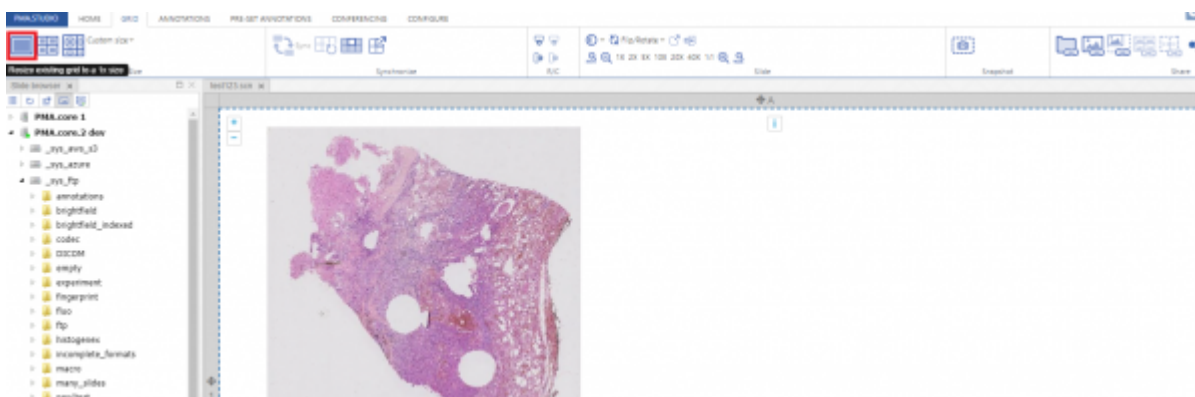 PMA.STUDIO HOME GRID ANNOTATIONS PRE-SET ANNOTATIONS CONFERENCING CONFIGURE
Custom size
Sync
Flip/Rotate
1X 2X 5X 10X 20X 40X 1:1
Resize existing grid to a 1x size
Size Synchronize R/C Slide Snapshot Share
Slide browser
A
PMA.core 1
PMA.core.2 dev
_sys_aws_s3
_sys_azure
_sys_ftp
annotations
brightfield
brightfield_indexed
codec
DICOM
empty
experiment
fingerprint
fluo
ftp
histogenex
incomplete_formats
macro
many_slides